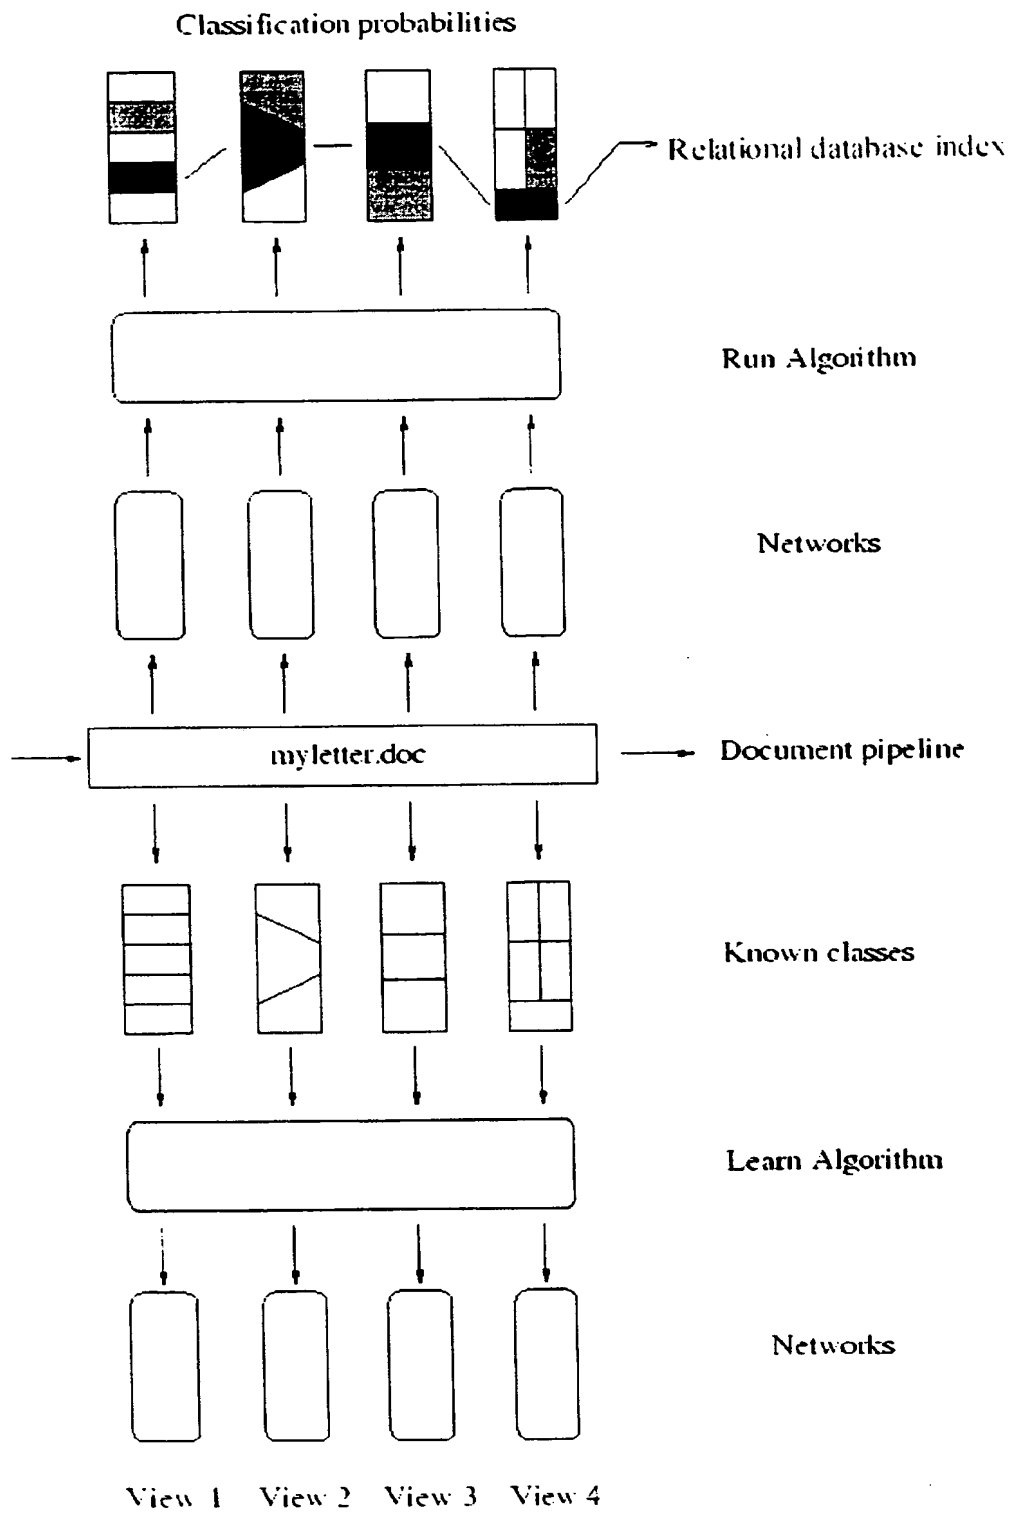 Classification probabilities
Relational database index
Run Algorithm
Networks
myletter.doc
Document pipeline
Known classes
Learn Algorithm
Networks
View 1 View 2 View 3 View 4